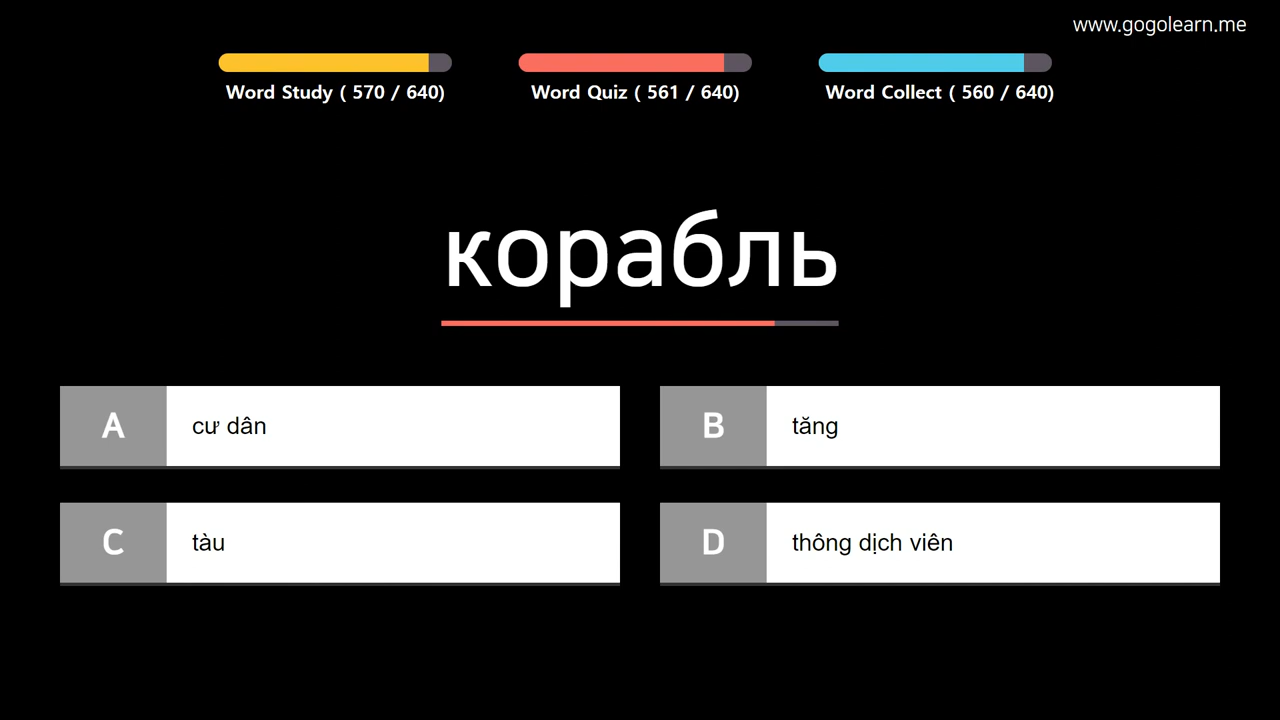 www.gogolearn.me
Word Study ( 570 / 640)
Word Quiz ( 561 / 640)
Word Collect ( 560 / 640)
корабль
A
cư dân
B
tăng
C
tàu
D
thông dịch viên